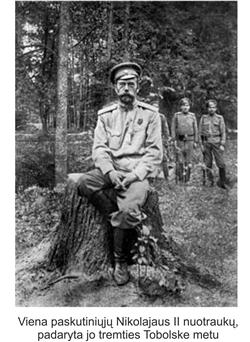 Viena paskutiniųjų Nikolajaus II nuotraukų,
padaryta jo tremties Tobolske metu